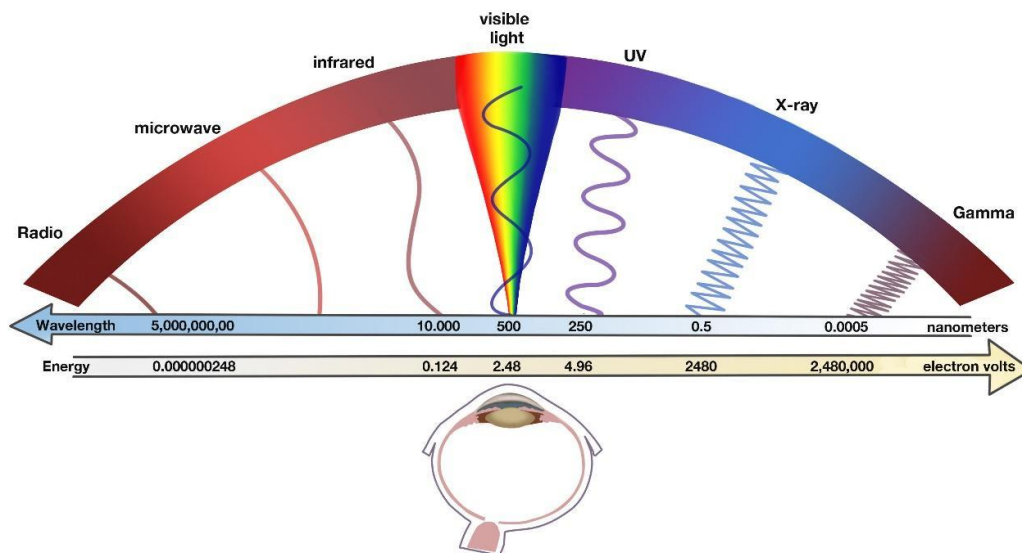 visible
light
infrared
UV
microwave
X-ray
Radio
Gamma
Wavelength 5,000,000,00 10.000 500 250 0.5 0.0005 nanometers
Energy 0.000000248 0.124 2.48 4.96 2480 2,480,000 electron volts